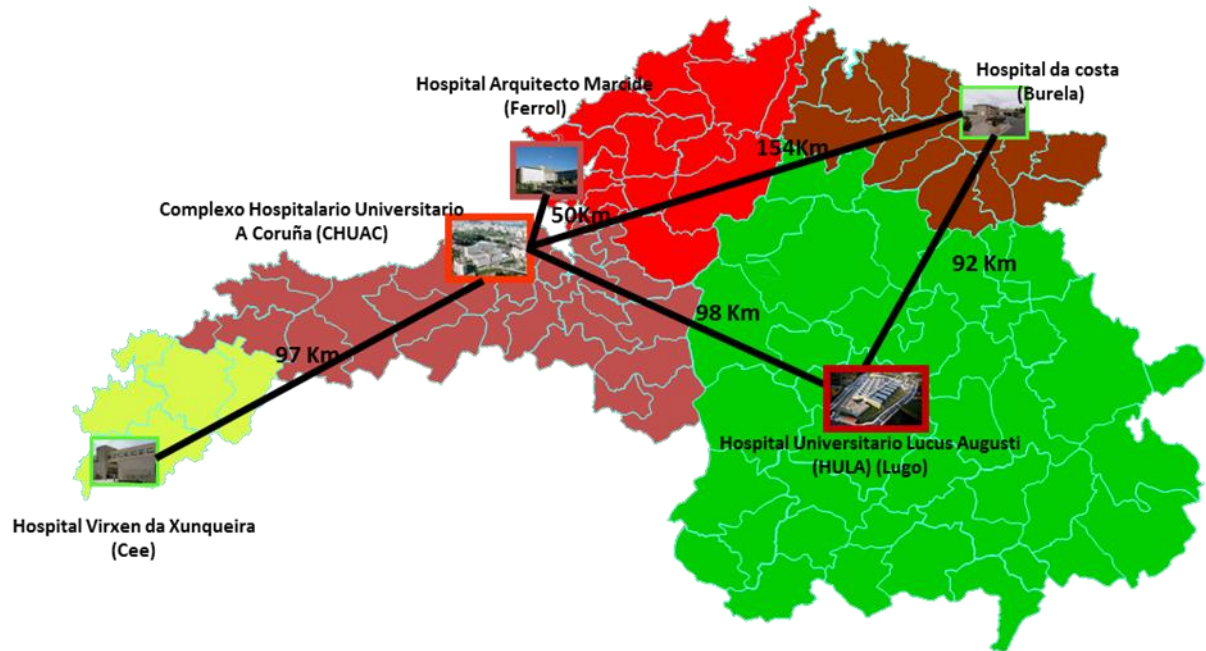 Hospital Arquitecto Marcide
(Ferrol)
Hospital da costa
(Burela)
154Km
Complexo Hospitalario Universitario
A Coruña (CHUAC)
50Km
92 Km
98 Km
97 Km
Hospital Universitario Lucus Augusti
(HULA) (Lugo)
Hospital Virxen da Xunqueira
(Cee)